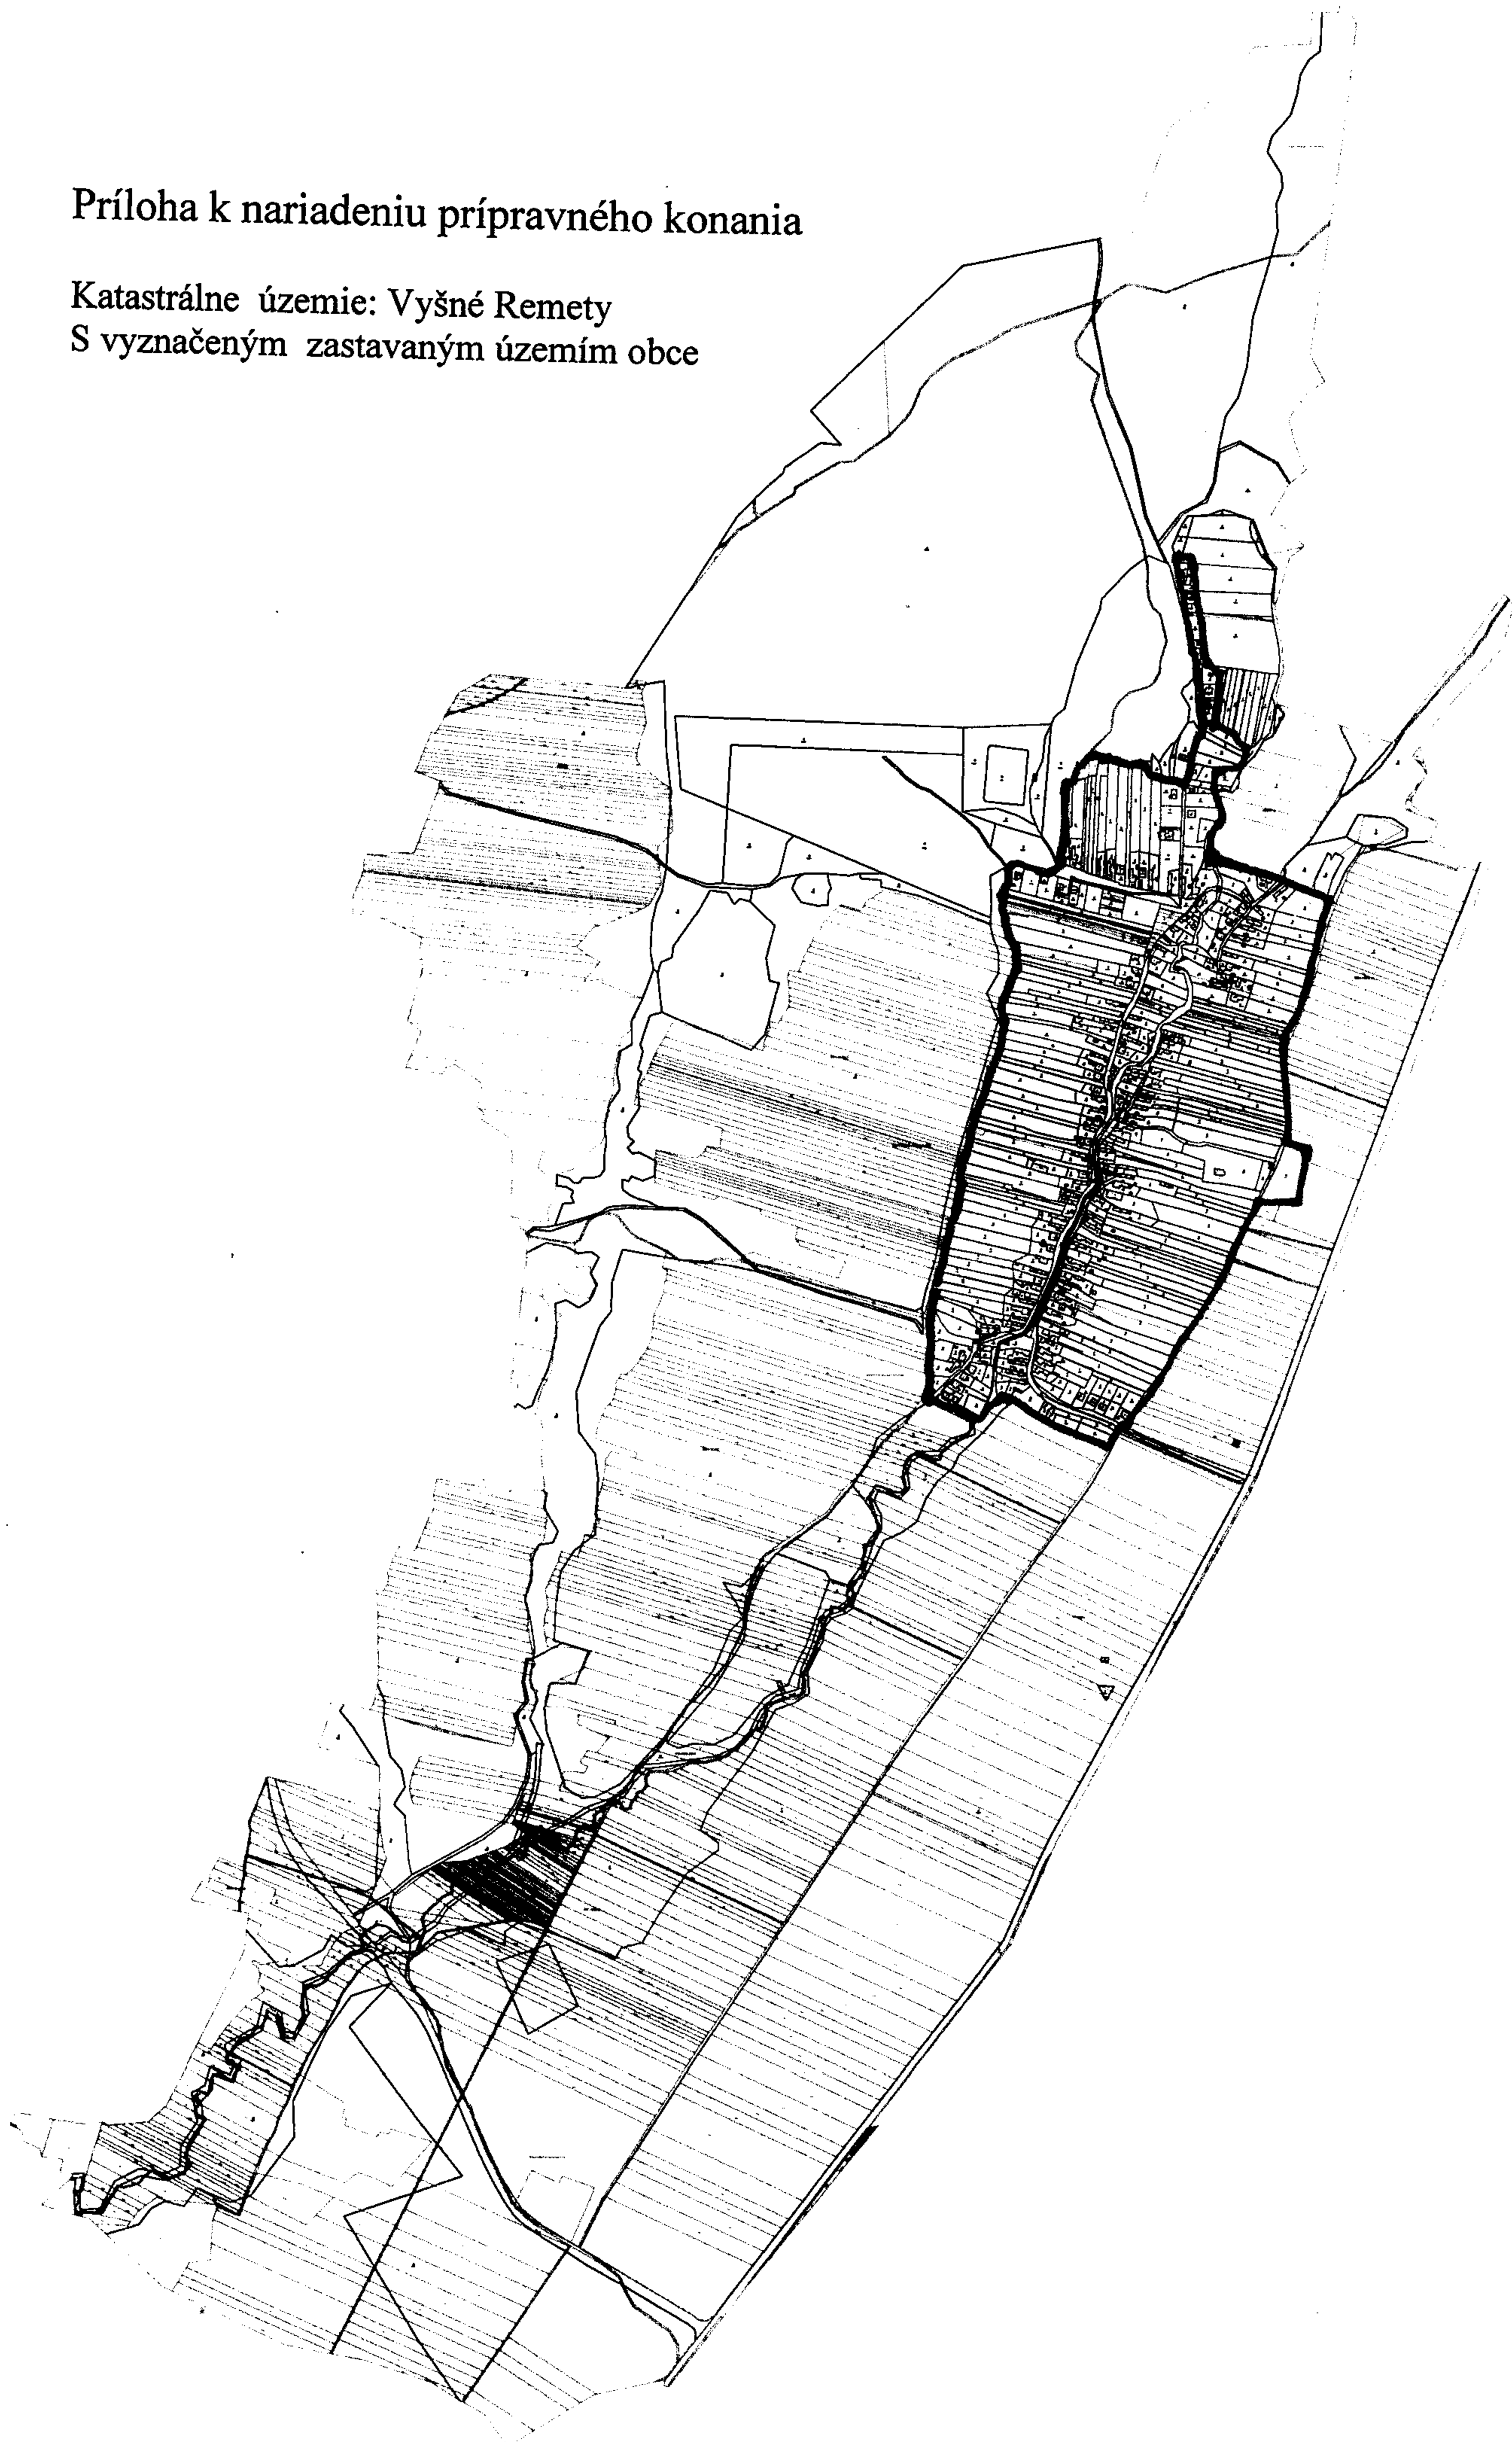 Príloha k nariadeniu prípravného konania
Katastrálne územie: Vyšné Remety
S vyznačeným zastavaným územím obce